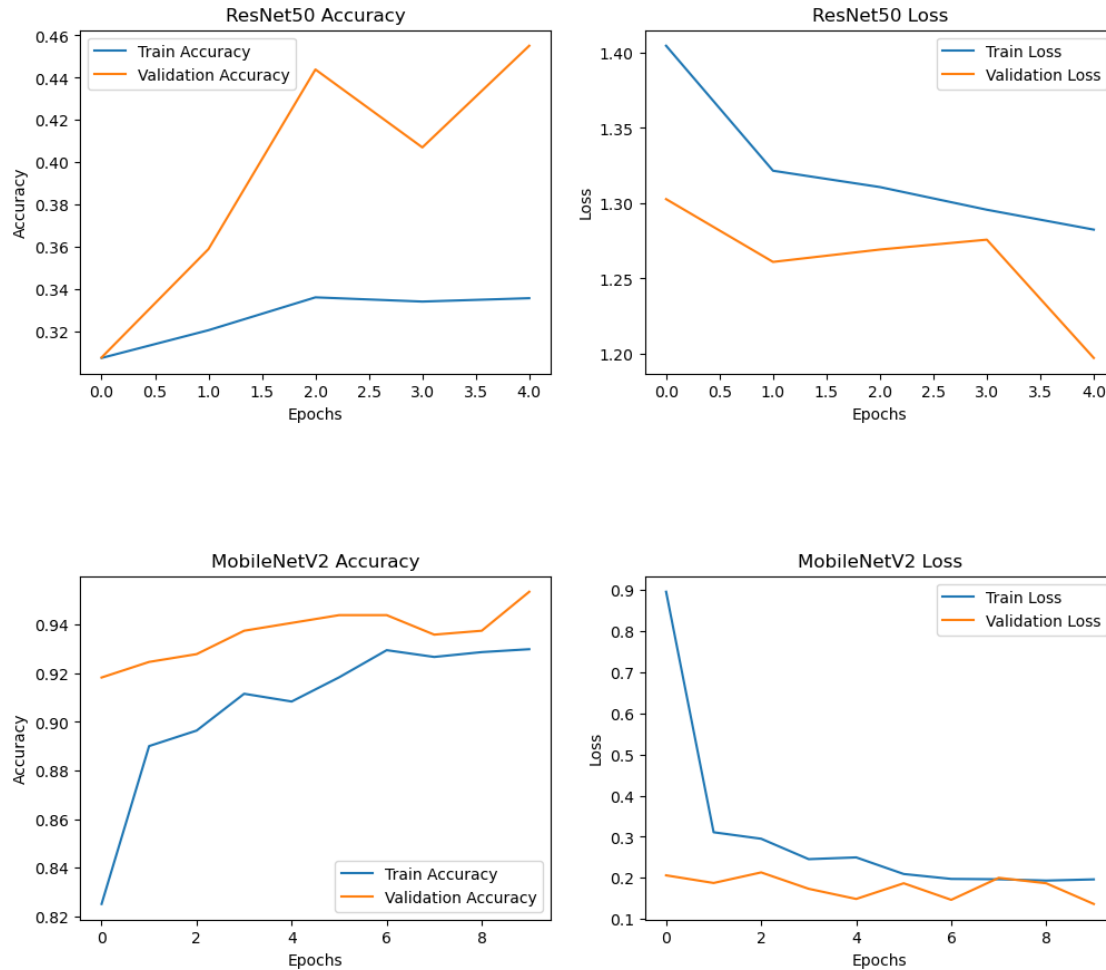 ResNet50 Accuracy
0.46
0.44
0.42
0.40
0.38
0.36
0.34
0.32
Accuracy
Train Accuracy
Validation Accuracy
0.0 0.5 1.0 1.5 2.0 2.5 3.0 3.5 4.0
Epochs
ResNet50 Loss
1.40
1.35
1.30
1.25
1.20
Loss
Train Loss
Validation Loss
0.0 0.5 1.0 1.5 2.0 2.5 3.0 3.5 4.0
Epochs
MobileNetV2 Accuracy
0.94
0.92
0.90
0.88
0.86
0.84
0.82
Accuracy
Train Accuracy
Validation Accuracy
0 2 4 6 8
Epochs
MobileNetV2 Loss
0.9
0.8
0.7
0.6
0.5
0.4
0.3
0.2
0.1
Loss
Train Loss
Validation Loss
0 2 4 6 8
Epochs